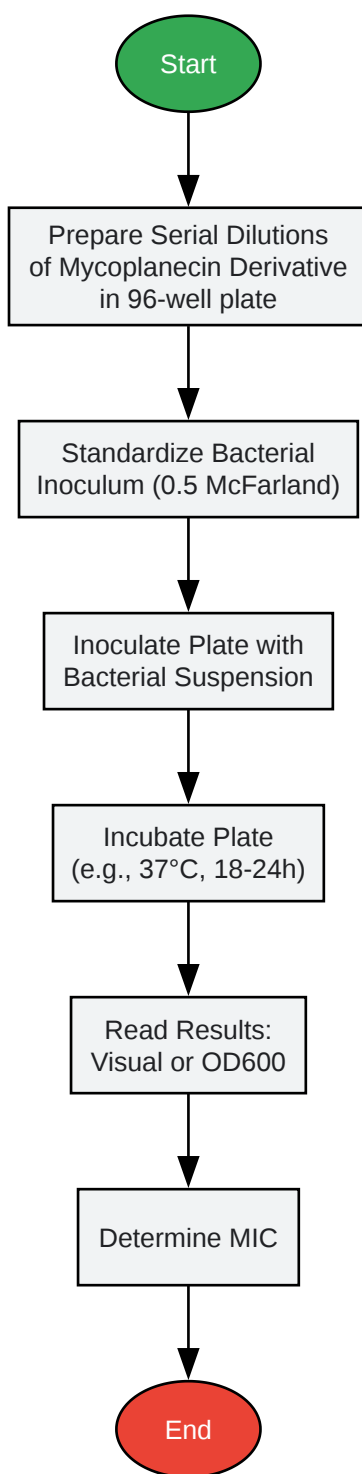 Start
Prepare Serial Dilutions
of Mycoplanecin Derivative
in 96-well plate
Standardize Bacterial
Inoculum (0.5 McFarland)
Inoculate Plate with
Bacterial Suspension
Incubate Plate
(e.g., 37°C, 18-24h)
Read Results:
Visual or OD600
Determine MIC
End